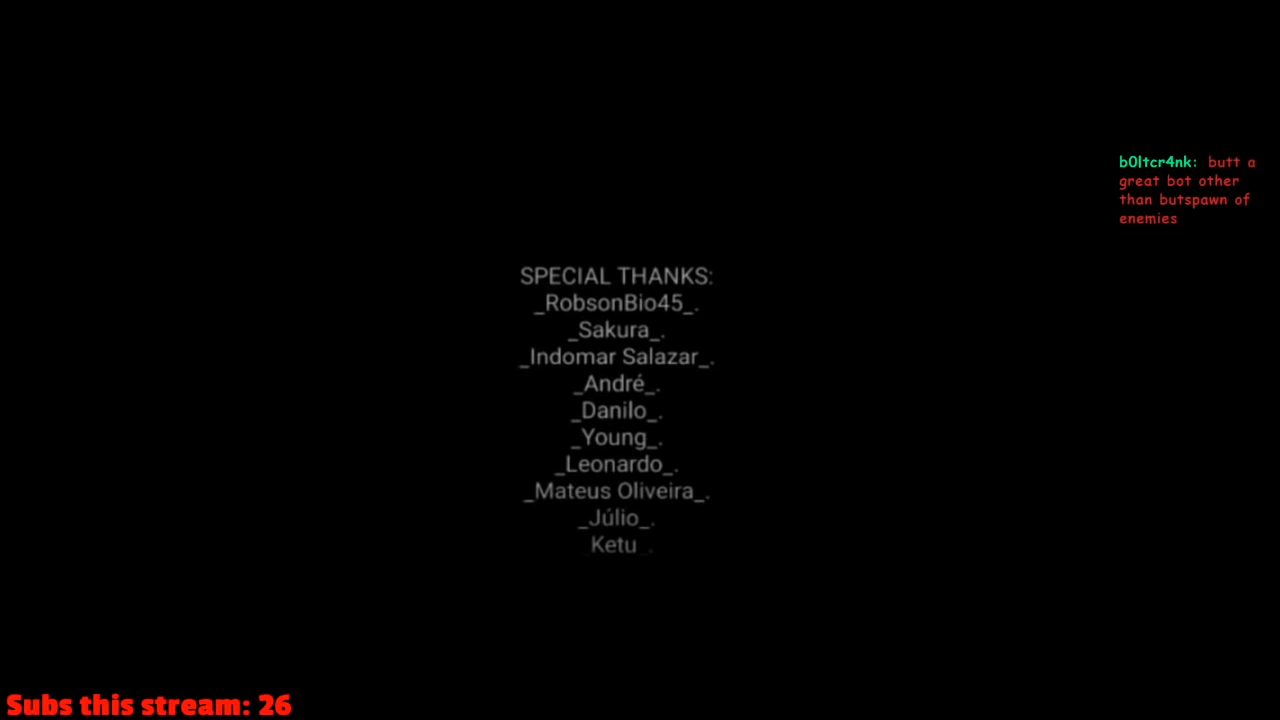 b0ltcr4nk: butt a
great bot other
than butspawn of
enemies
SPECIAL THANKS:
_RobsonBio45_.
_Sakura_.
_Indomar Salazar_.
_André_.
_Danilo_.
_Young_.
_Leonardo_.
_Mateus Oliveira_.
_Júlio_.
_Ketu_.
Subs this stream: 26